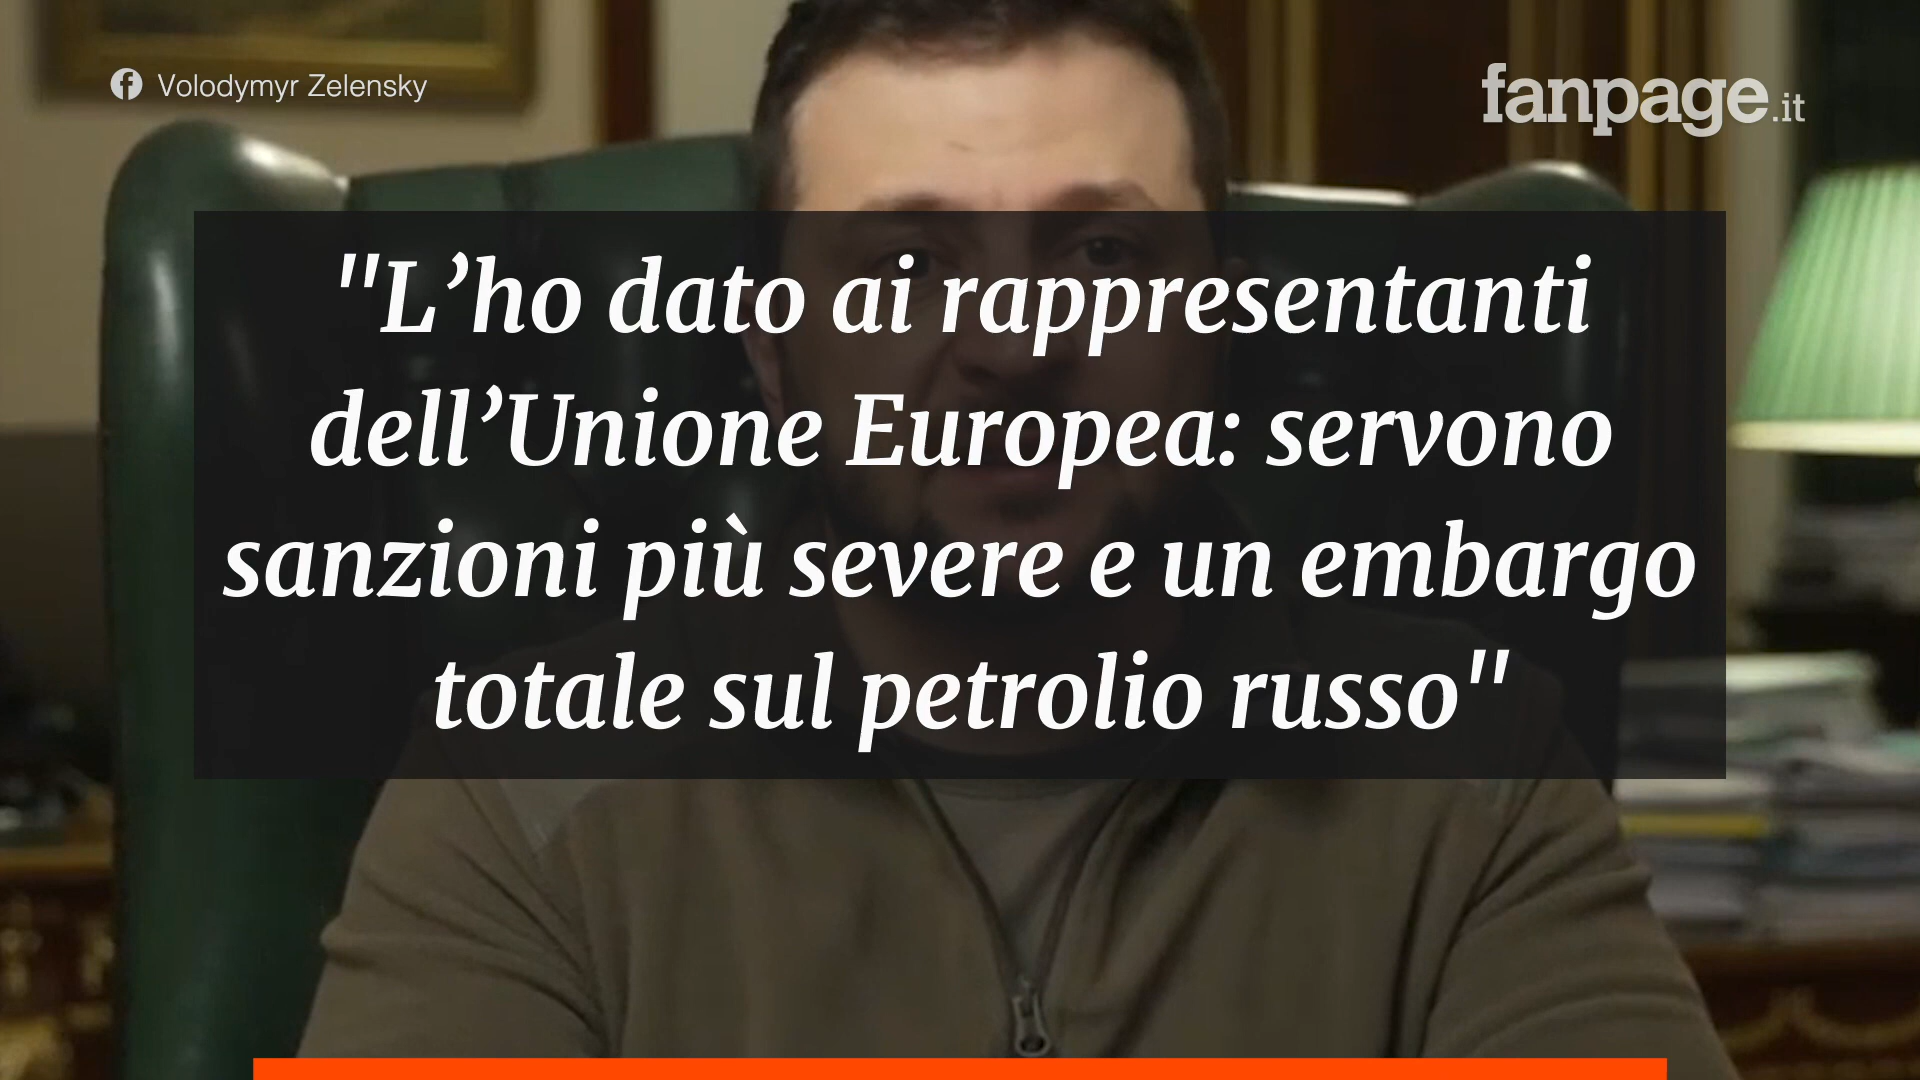 Volodymyr Zelensky
fanpage.it
"L’ho dato ai rappresentanti
dell’Unione Europea: servono
sanzioni più severe e un embargo
totale sul petrolio russo"